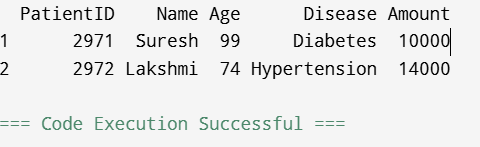 PatientID Name Age Disease Amount
1 2971 Suresh 99 Diabetes 10000
2 2972 Lakshmi 74 Hypertension 14000
=== Code Execution Successful ===